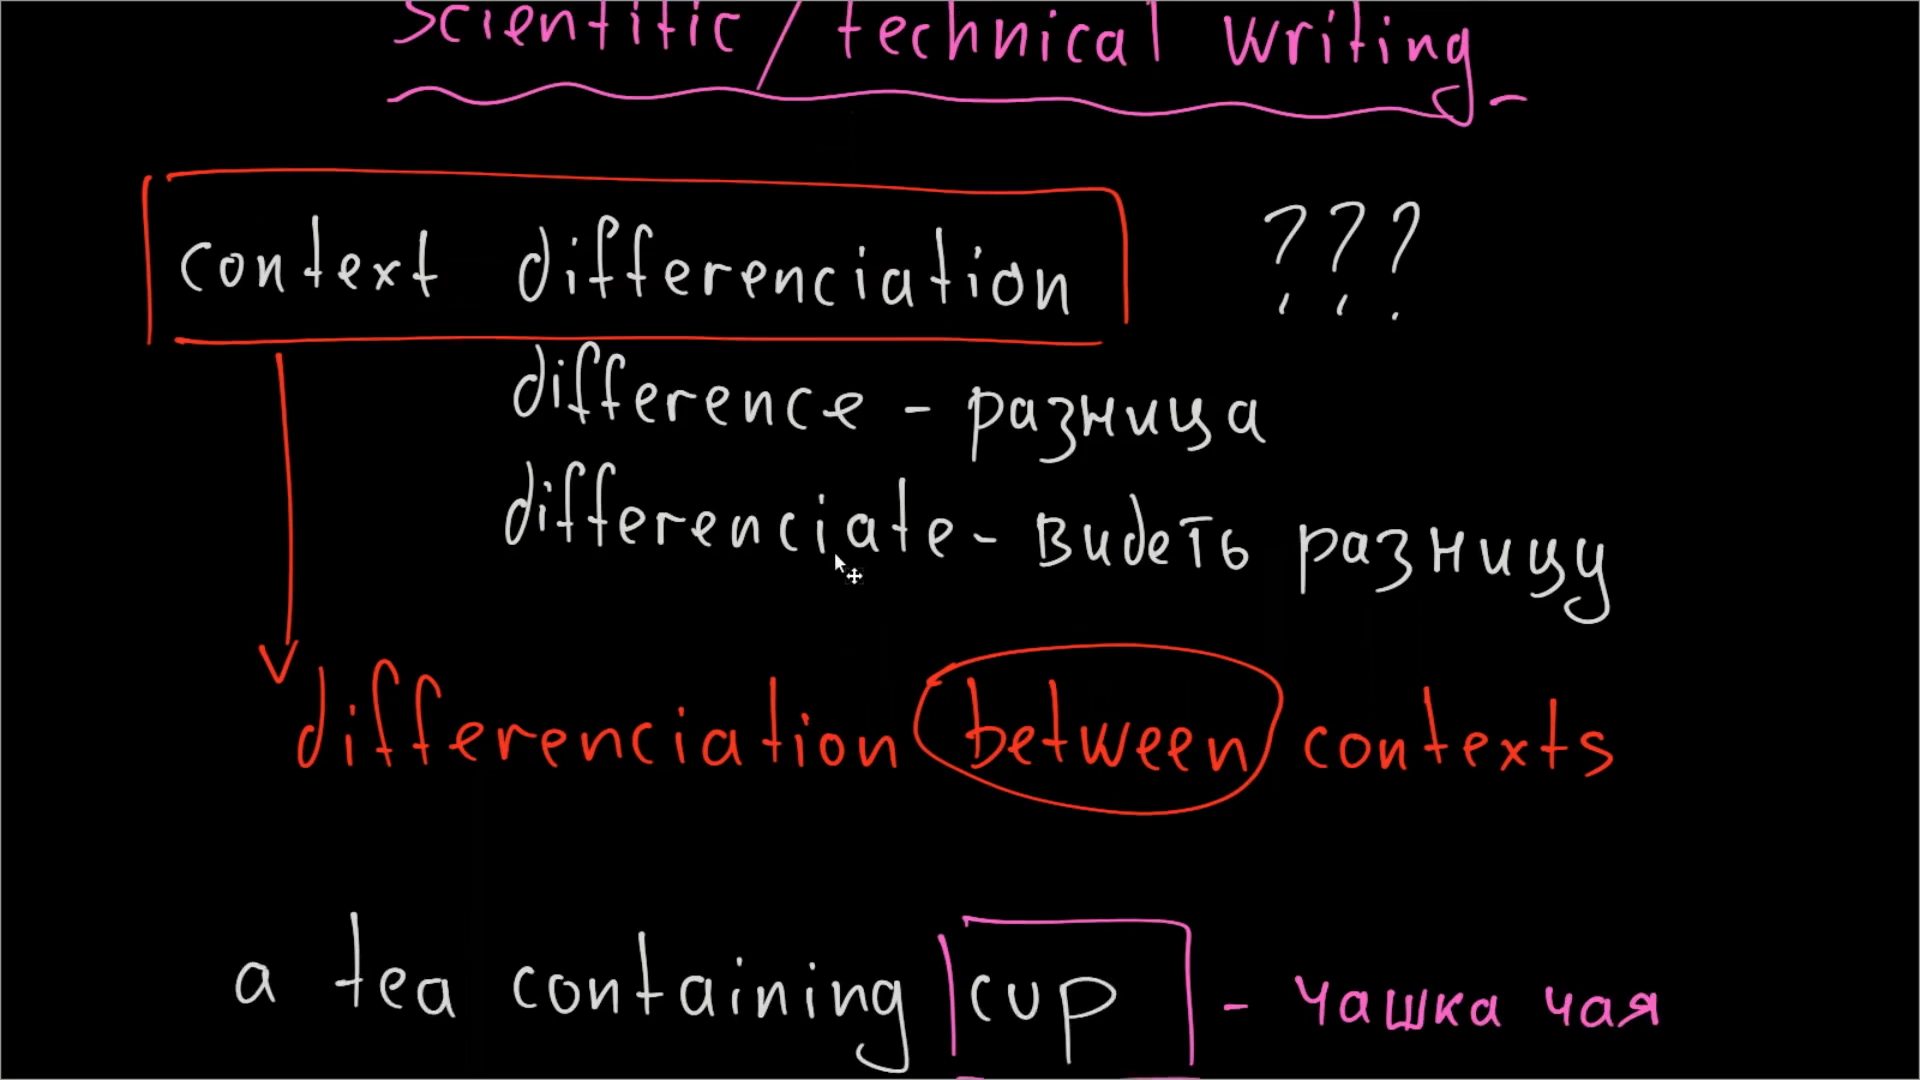 scientific/technical writing
context differenciation ???
difference - разница
differenciate - видеть разницу
differenciation between contexts
a tea containing cup - чашка чая